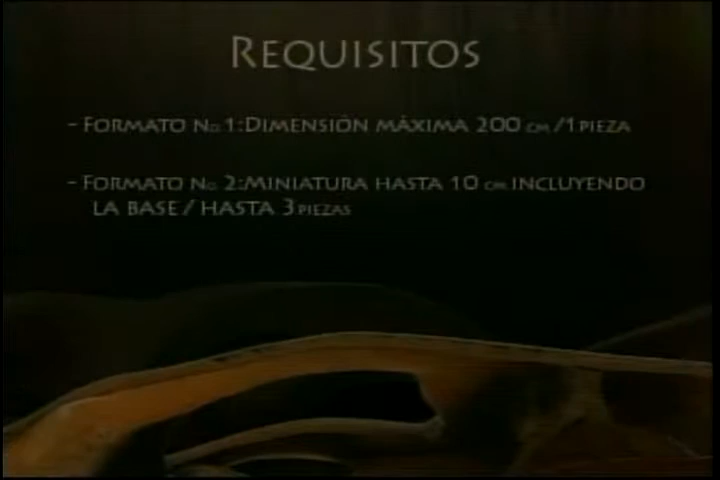 REQUISITOS
- FORMATO No. 1:DIMENSIÓN MÁXIMA 200 CM /1 PIEZA
- FORMATO No. 2:MINIATURA HASTA 10 CM. INCLUYENDO
LA BASE / HASTA 3 PIEZAS